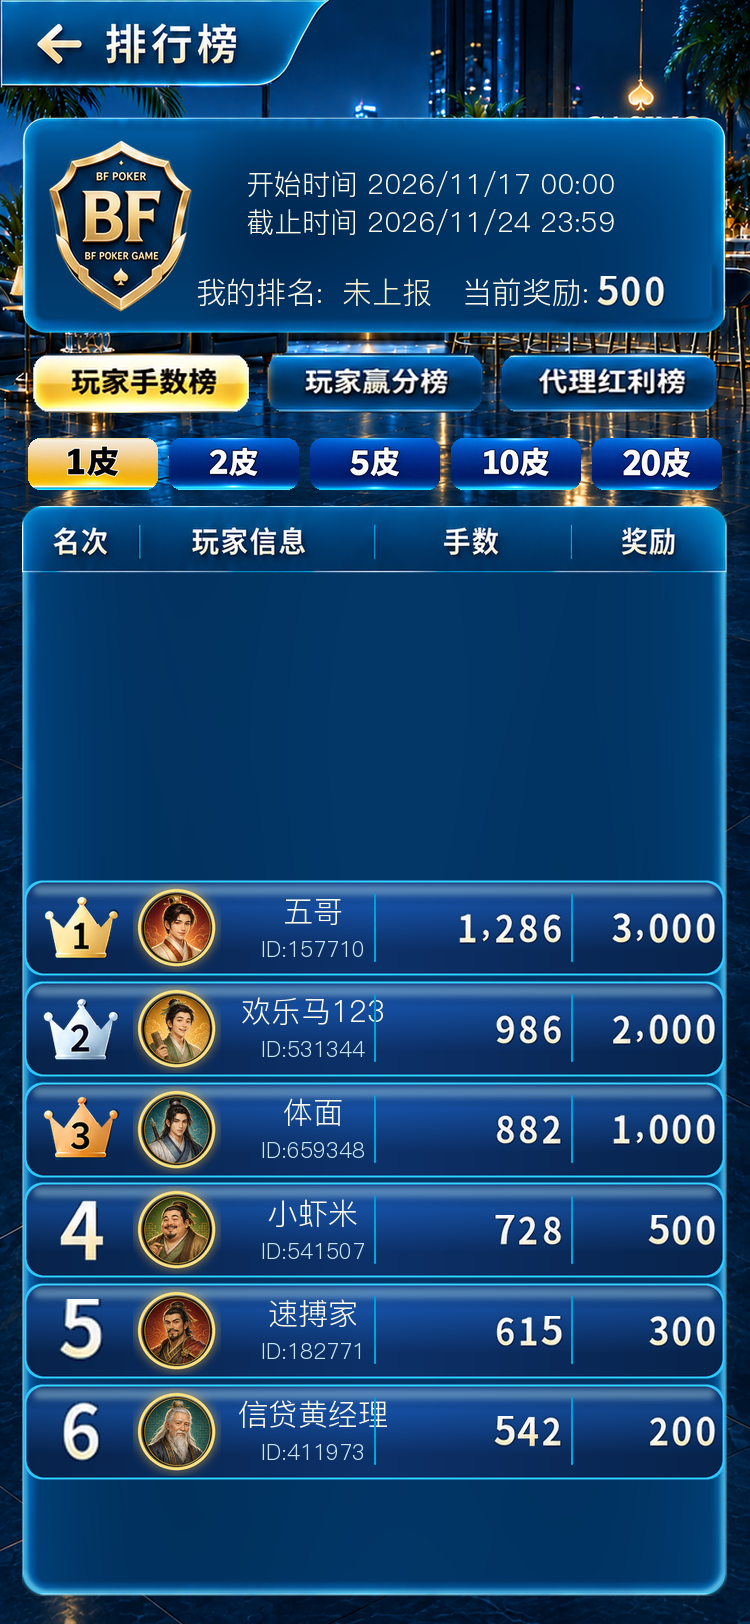 排行榜
BF POKER
BF
BF POKER GAME
开始时间 2026/11/17 00:00
截止时间 2026/11/24 23:59
我的排名: 未上报 当前奖励: 500
玩家手数榜 玩家赢分榜 代理红利榜
1皮 2皮 5皮 10皮 20皮
名次 玩家信息 手数 奖励
1 五哥 ID:157710 1,286 3,000
2 欢乐马123 ID:531344 986 2,000
3 体面 ID:659348 882 1,000
4 小虾米 ID:541507 728 500
5 速搏家 ID:182771 615 300
6 信贷黄经理 ID:411973 542 200